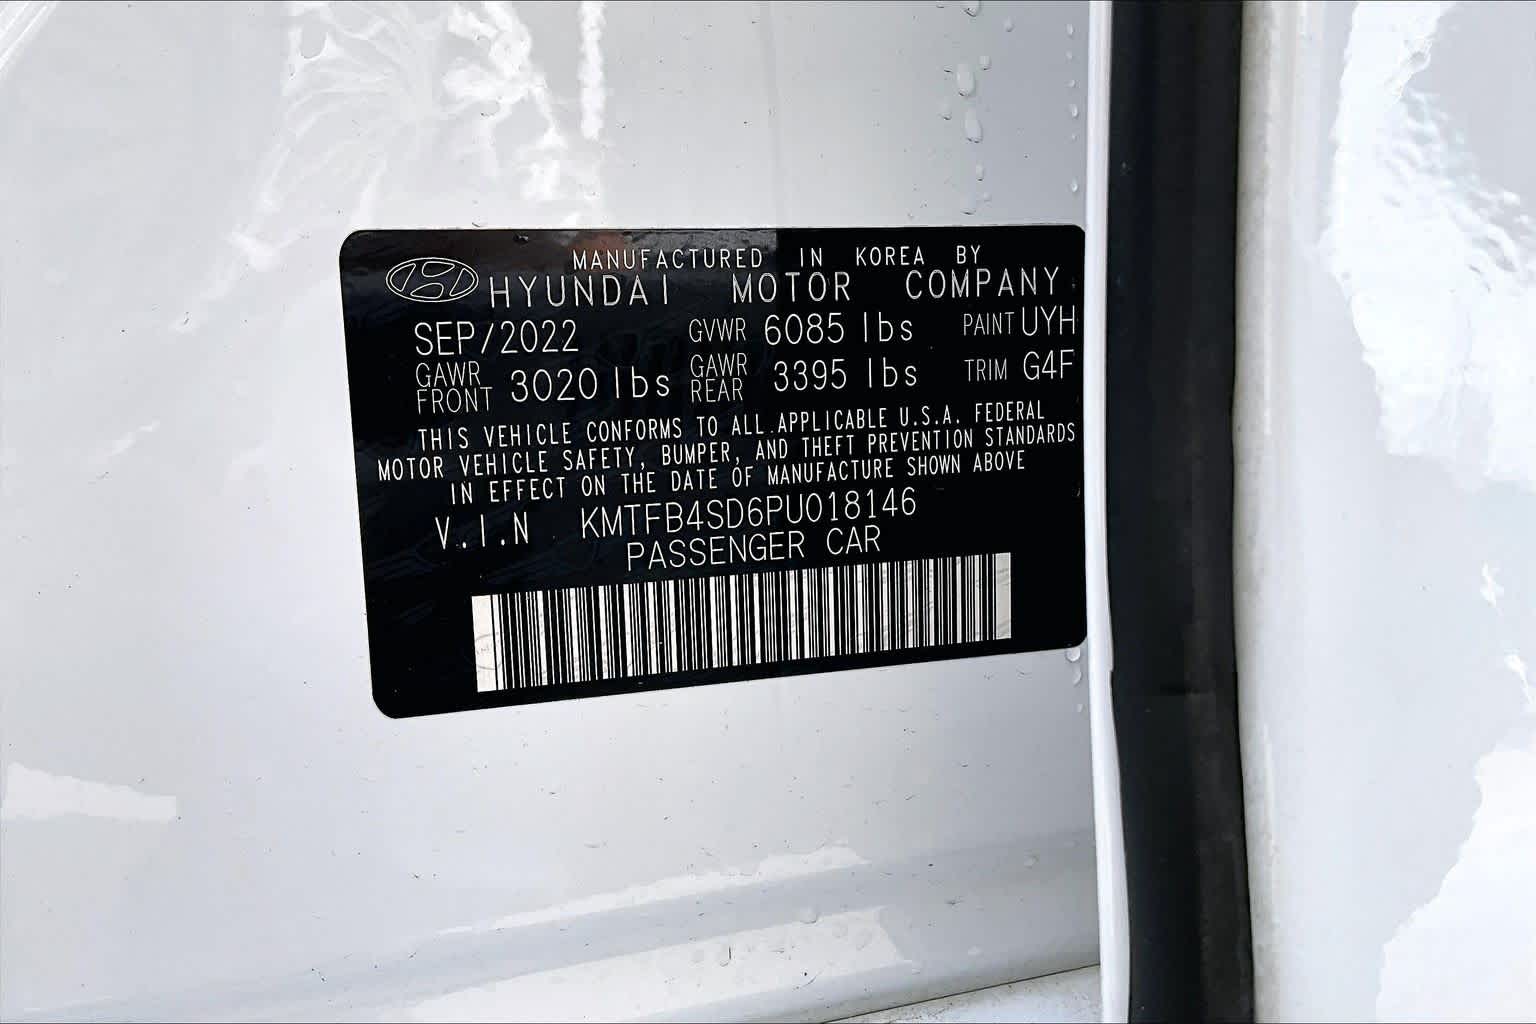 MANUFACTURED IN KOREA BY
HYUNDAI MOTOR COMPANY
SEP/2022 GVWR 6085 lbs PAINT UYH
GAWR FRONT 3020 lbs GAWR REAR 3395 lbs TRIM G4F
THIS VEHICLE CONFORMS TO ALL APPLICABLE U.S.A. FEDERAL
MOTOR VEHICLE SAFETY, BUMPER, AND THEFT PREVENTION STANDARDS
IN EFFECT ON THE DATE OF MANUFACTURE SHOWN ABOVE
V.I.N KMTFB4SD6PU018146
PASSENGER CAR